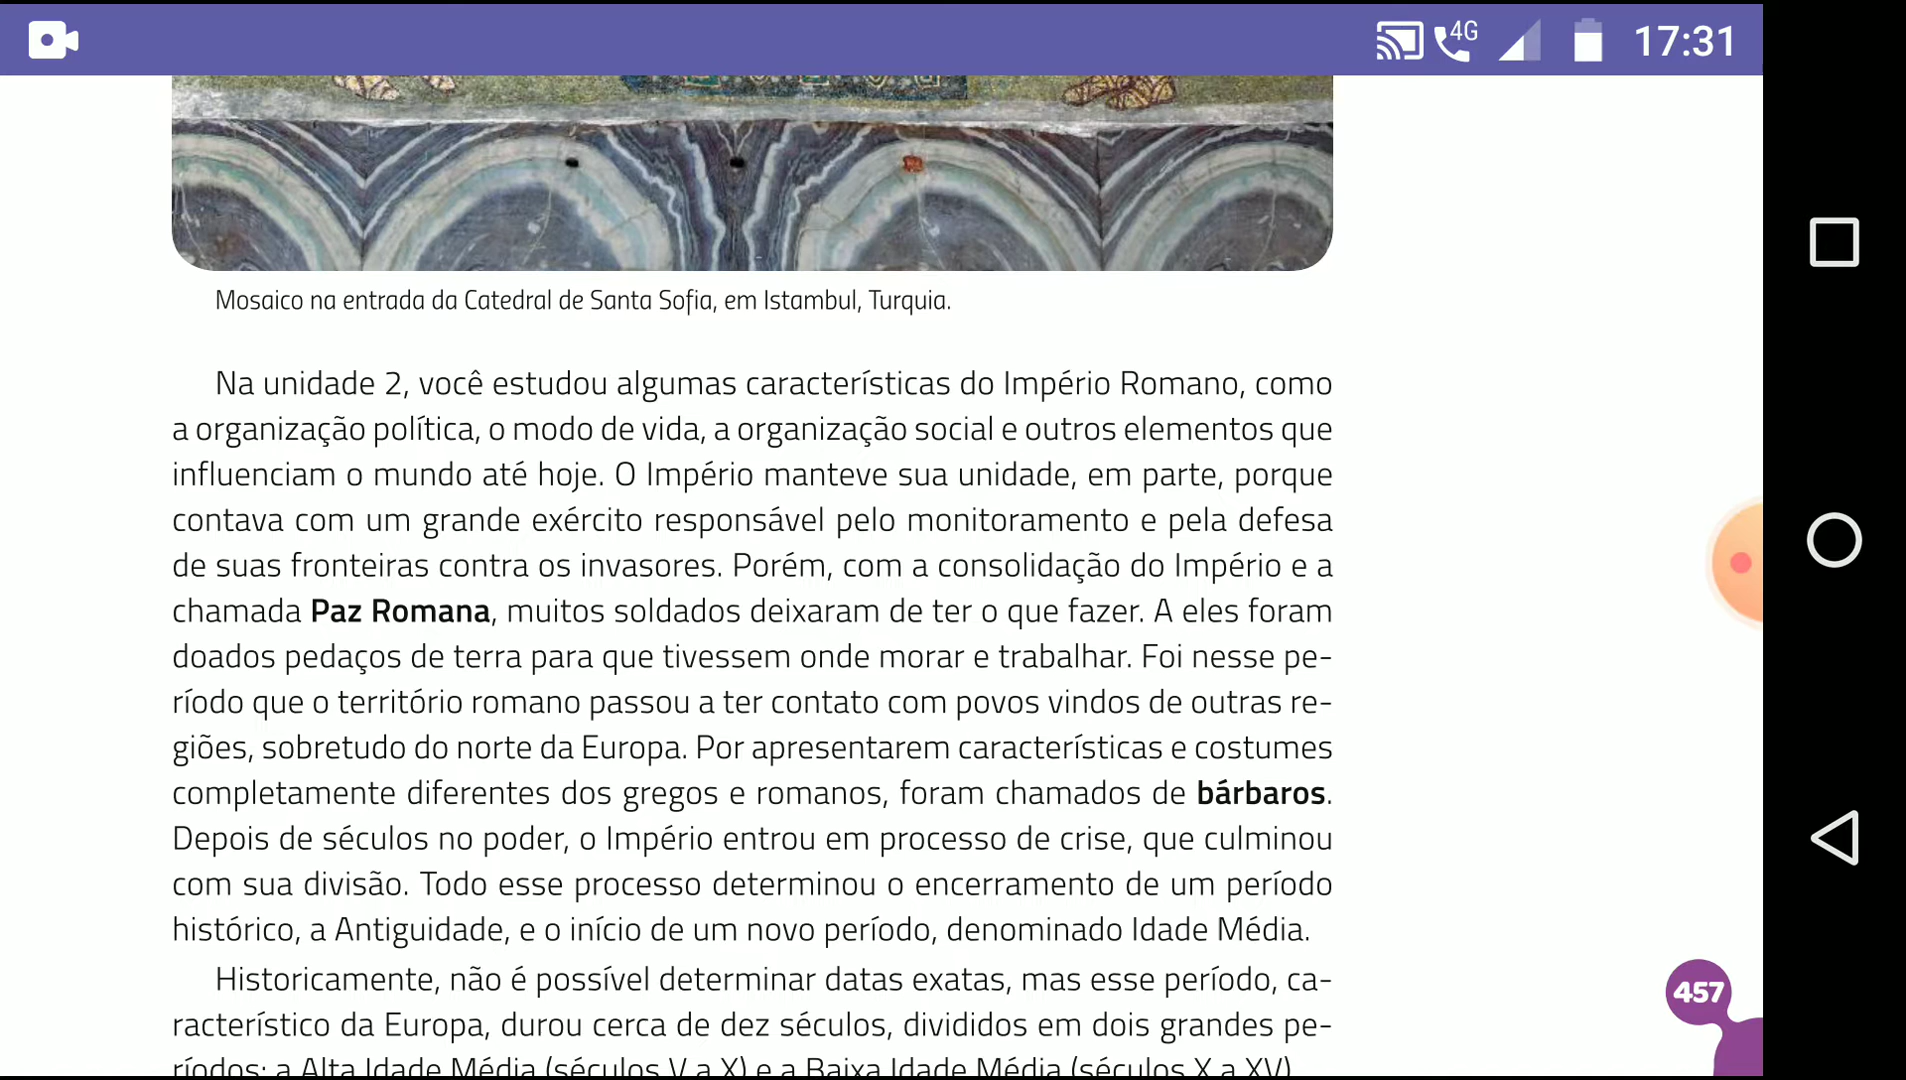 4G 17:31
Mosaico na entrada da Catedral de Santa Sofia, em Istambul, Turquia.
Na unidade 2, você estudou algumas características do Império Romano, como
a organização política, o modo de vida, a organização social e outros elementos que
influenciam o mundo até hoje. O Império manteve sua unidade, em parte, porque
contava com um grande exército responsável pelo monitoramento e pela defesa
de suas fronteiras contra os invasores. Porém, com a consolidação do Império e a
chamada Paz Romana, muitos soldados deixaram de ter o que fazer. A eles foram
doados pedaços de terra para que tivessem onde morar e trabalhar. Foi nesse pe-
ríodo que o território romano passou a ter contato com povos vindos de outras re-
giões, sobretudo do norte da Europa. Por apresentarem características e costumes
completamente diferentes dos gregos e romanos, foram chamados de bárbaros.
Depois de séculos no poder, o Império entrou em processo de crise, que culminou
com sua divisão. Todo esse processo determinou o encerramento de um período
histórico, a Antiguidade, e o início de um novo período, denominado Idade Média.
Historicamente, não é possível determinar datas exatas, mas esse período, ca-
racterístico da Europa, durou cerca de dez séculos, divididos em dois grandes pe-
ríodos: a Alta Idade Média (séculos V a X) e a Baixa Idade Média (séculos X a XV).
457